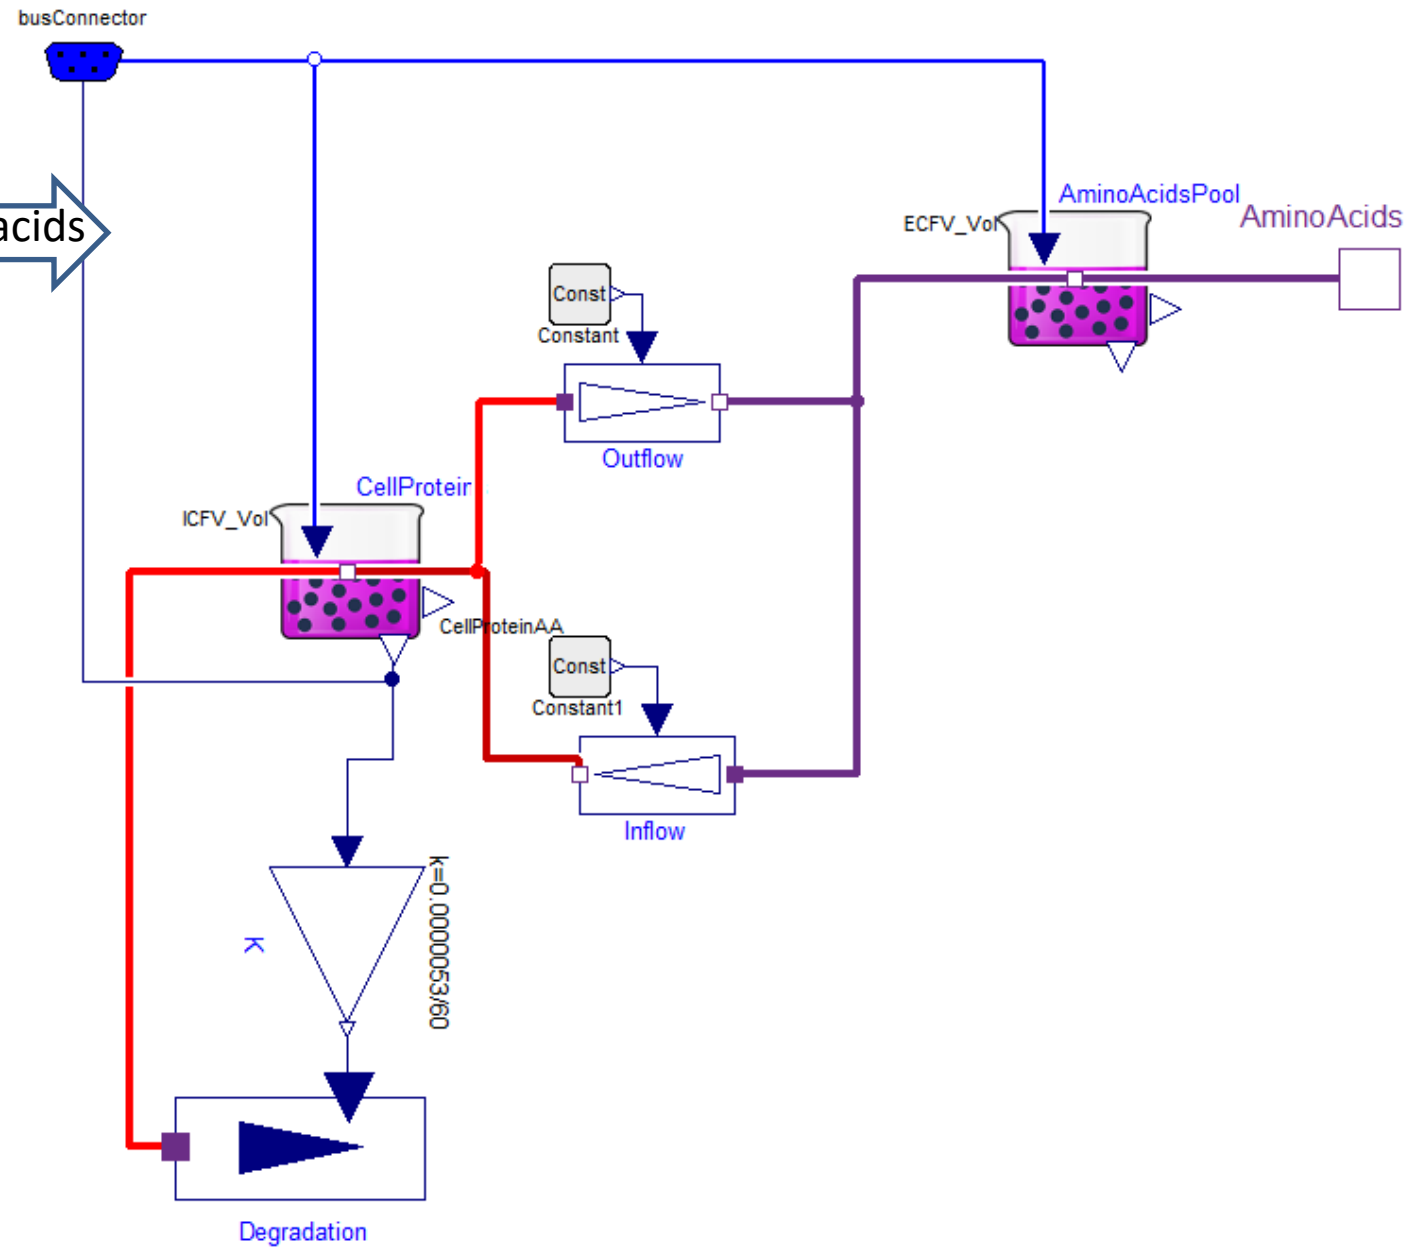 busConnector
acids
AminoAcidsPool
AminoAcids
ECFV_Vol
Const
Constant
Outflow
CellProtein
ICFV_Vol
CellProteinAA
Const
Constant1
Inflow
k=0.0000053/60
K
Degradation